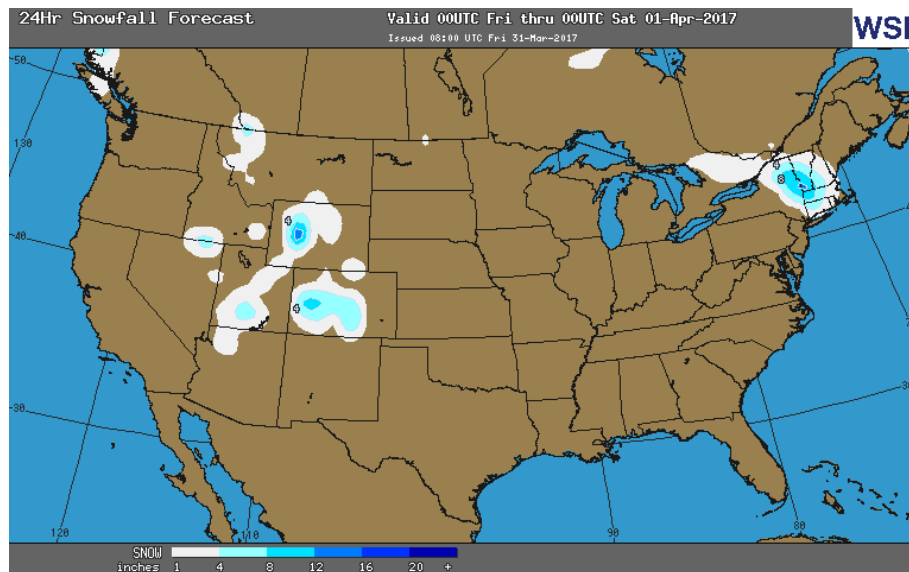 24Hr Snowfall Forecast
Valid 00UTC Fri thru 00UTC Sat 01-Apr-2017
Issued 08:00 UTC Fri 31-Mar-2017
WSI
50
130
40
30
4
4
6
8
3
120
110
90
80
SNOW
inches 1 4 8 12 16 20 +